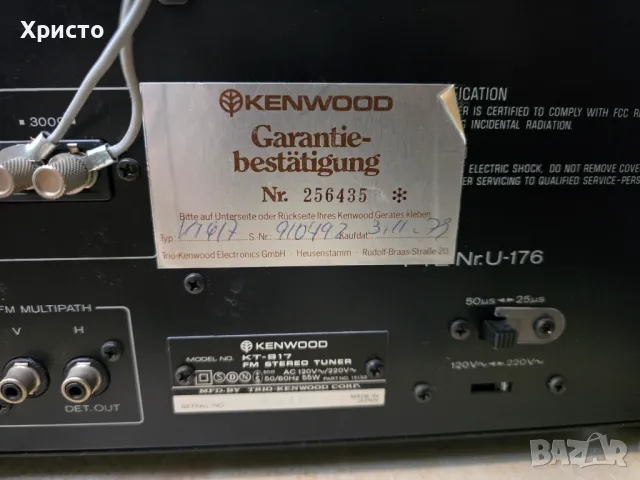 Христо
KENWOOD
Garantie-
bestätigung
Nr. 256435 *
Bitte auf Unterseite oder Rückseite Ihres Kenwood Gerätes kleben
Typ S. Nr. 910492 Kaufdat. 3.11.79
Trio-Kenwood Electronics GmbH · Heusenstamm · Rudolf-Braas-Straße 20
IS CERTIFIED TO COMPLY WITH FCC
INCIDENTAL RADIATION.
ELECTRIC SHOCK, DO NOT REMOVE COVER
SERVICING TO QUALIFIED SERVICE-PERS
Nr. U-176
300Ω
FM MULTIPATH
V H
DET. OUT
50μs 25μs
120V~ 220V~
KENWOOD
MODEL NO. KT-817
FM STEREO TUNER
AC 120V~/220V~
50/60Hz 55W
MFD. BY TRIO-KENWOOD CORP.
SERIAL NO.
MADE IN
JAPAN
BAZAR